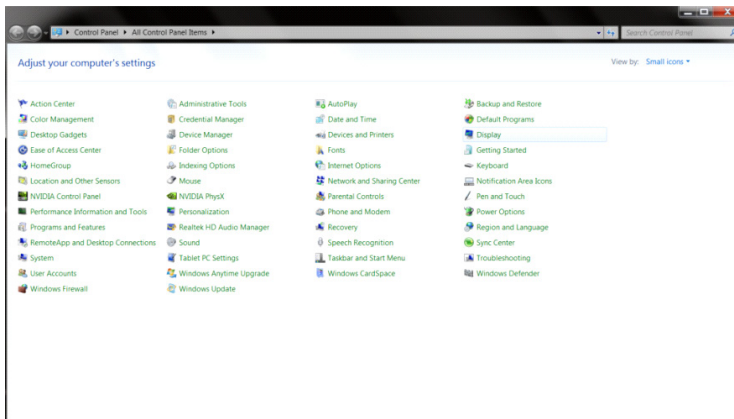 Control Panel ▸ All Control Panel Items ▸
Search Control Panel
Adjust your computer's settings
View by: Small icons
Action Center Administrative Tools AutoPlay Backup and Restore
Color Management Credential Manager Date and Time Default Programs
Desktop Gadgets Device Manager Devices and Printers Display
Ease of Access Center Folder Options Fonts Getting Started
HomeGroup Indexing Options Internet Options Keyboard
Location and Other Sensors Mouse Network and Sharing Center Notification Area Icons
NVIDIA Control Panel NVIDIA PhysX Parental Controls Pen and Touch
Performance Information and Tools Personalization Phone and Modem Power Options
Programs and Features Realtek HD Audio Manager Recovery Region and Language
RemoteApp and Desktop Connections Sound Speech Recognition Sync Center
System Tablet PC Settings Taskbar and Start Menu Troubleshooting
User Accounts Windows Anytime Upgrade Windows CardSpace Windows Defender
Windows Firewall Windows Update